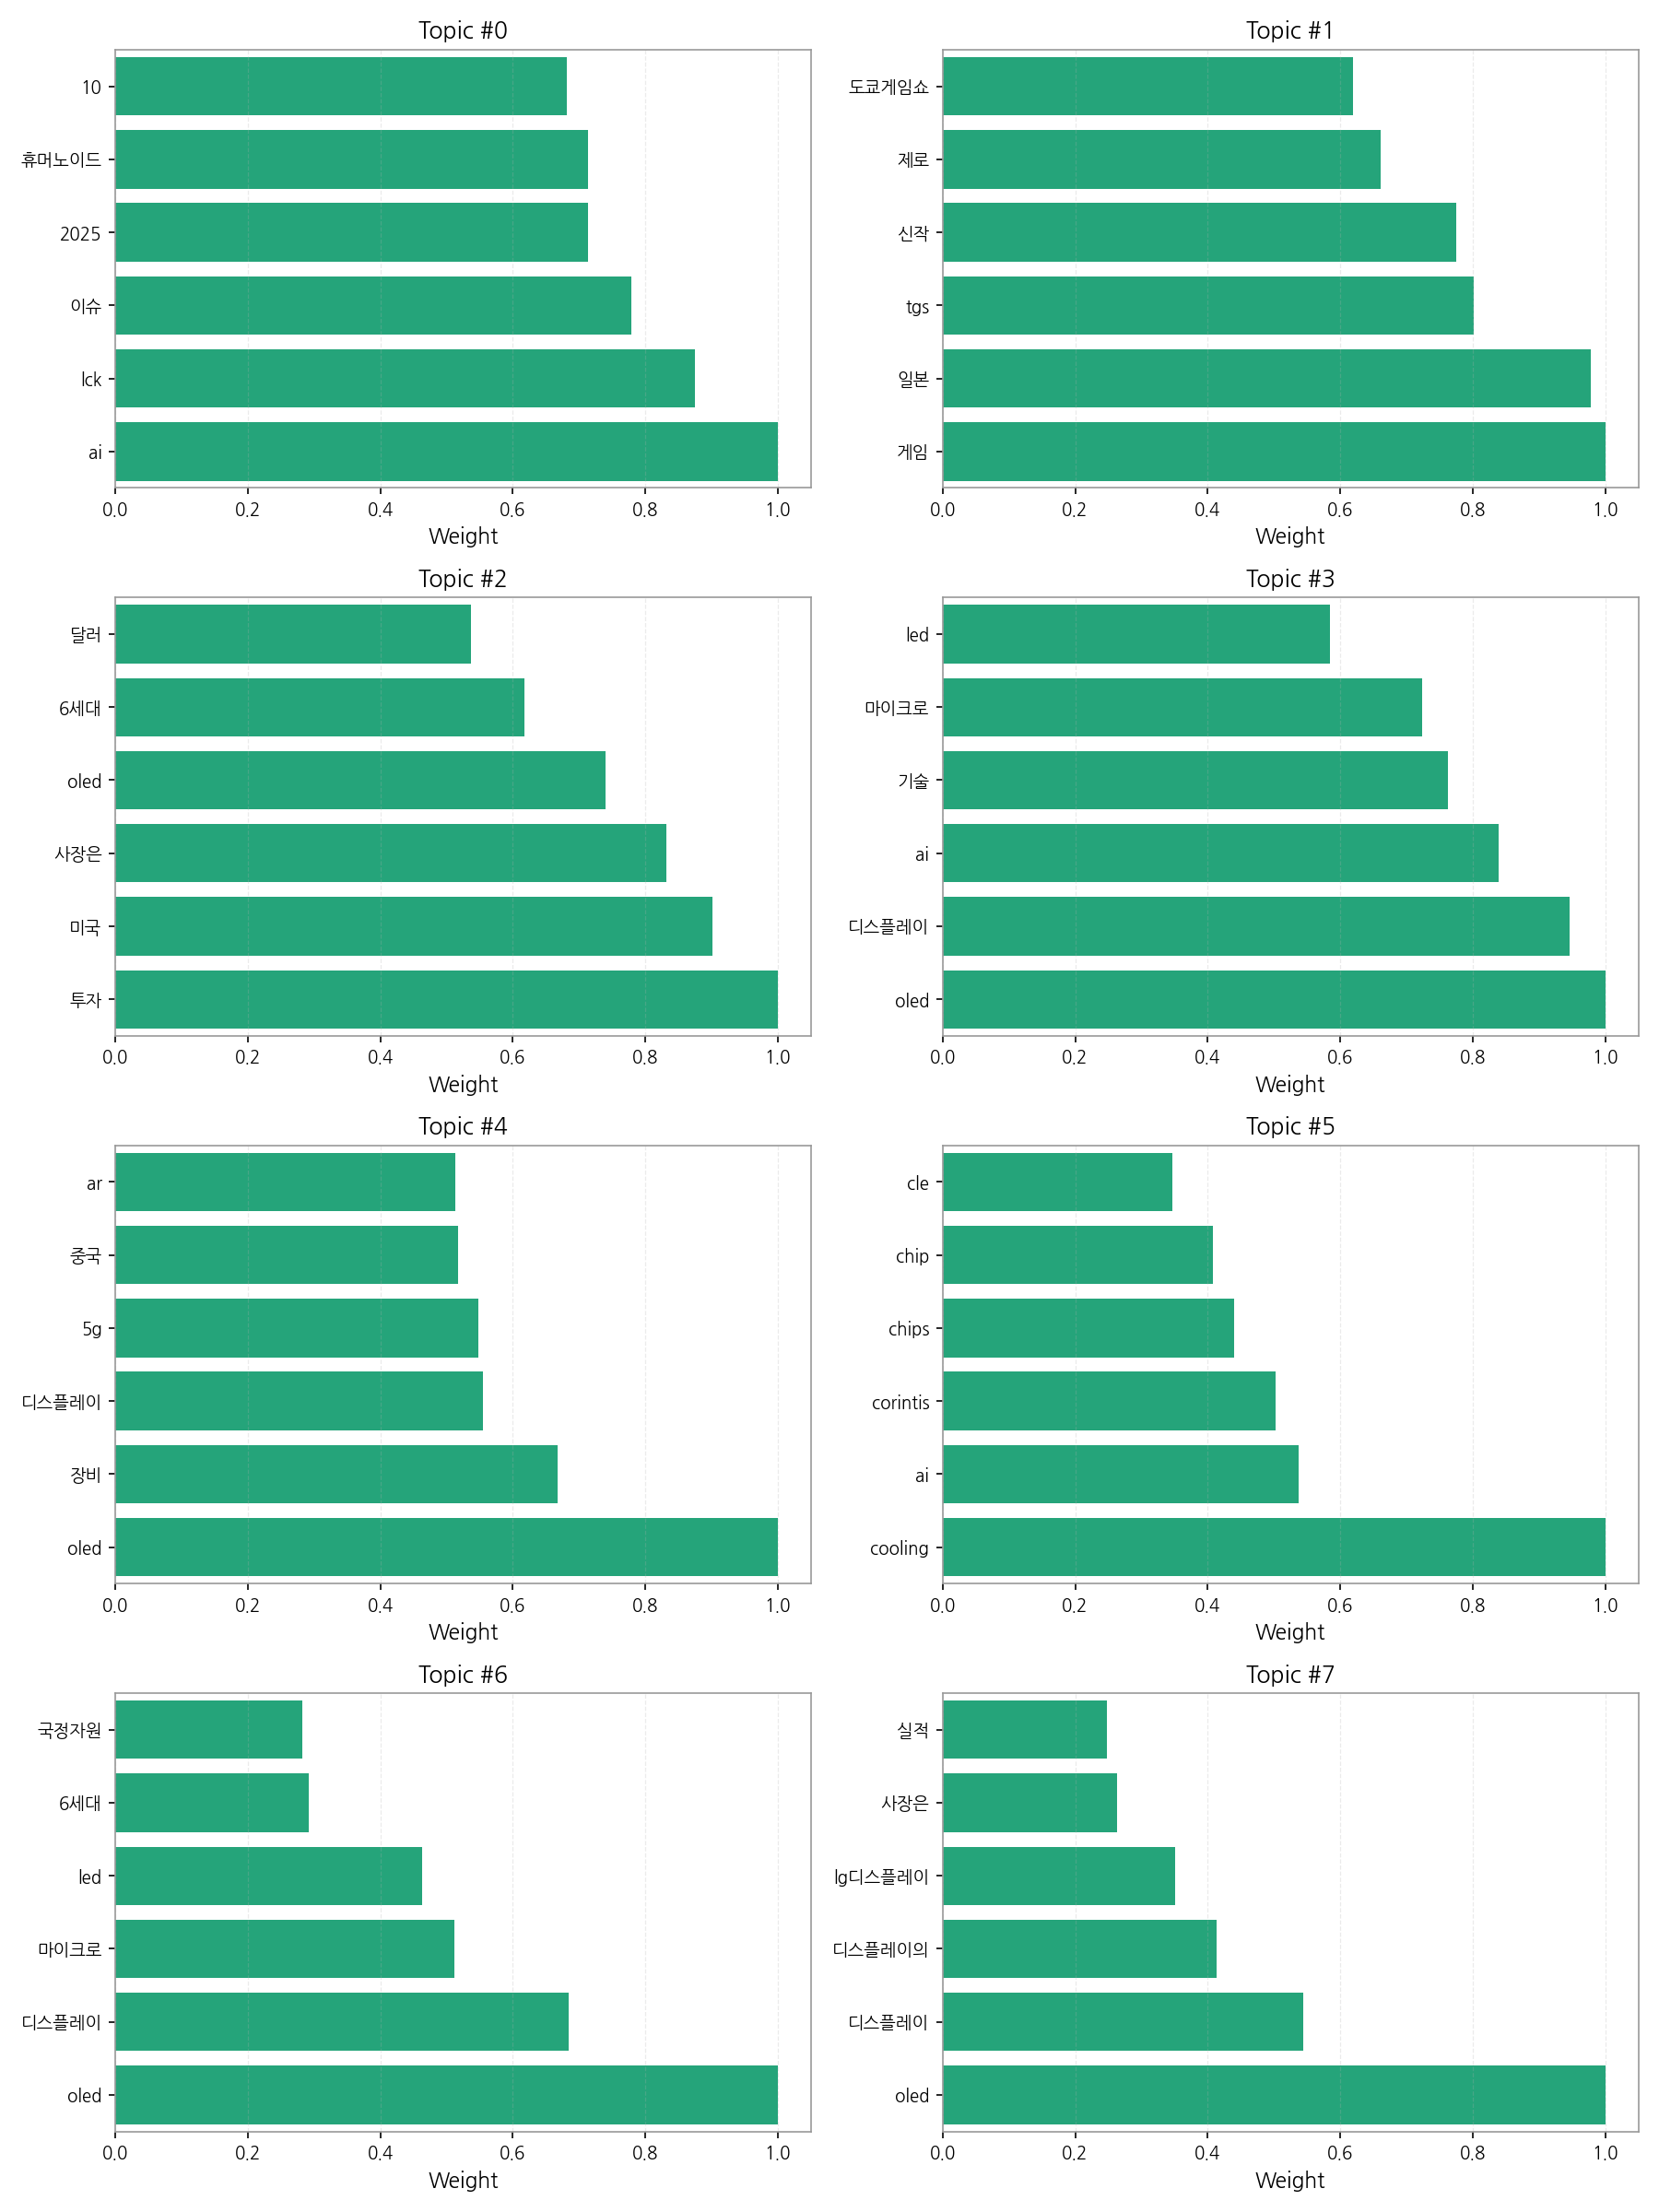 Topic #0
10
휴머노이드
2025
이슈
lck
ai
0.0 0.2 0.4 0.6 0.8 1.0
Weight
Topic #1
도쿄게임쇼
제로
신작
tgs
일본
게임
0.0 0.2 0.4 0.6 0.8 1.0
Weight
Topic #2
달러
6세대
oled
사장은
미국
투자
0.0 0.2 0.4 0.6 0.8 1.0
Weight
Topic #3
led
마이크로
기술
ai
디스플레이
oled
0.0 0.2 0.4 0.6 0.8 1.0
Weight
Topic #4
ar
중국
5g
디스플레이
장비
oled
0.0 0.2 0.4 0.6 0.8 1.0
Weight
Topic #5
cle
chip
chips
corintis
ai
cooling
0.0 0.2 0.4 0.6 0.8 1.0
Weight
Topic #6
국정자원
6세대
led
마이크로
디스플레이
oled
0.0 0.2 0.4 0.6 0.8 1.0
Weight
Topic #7
실적
사장은
lg디스플레이
디스플레이의
디스플레이
oled
0.0 0.2 0.4 0.6 0.8 1.0
Weight